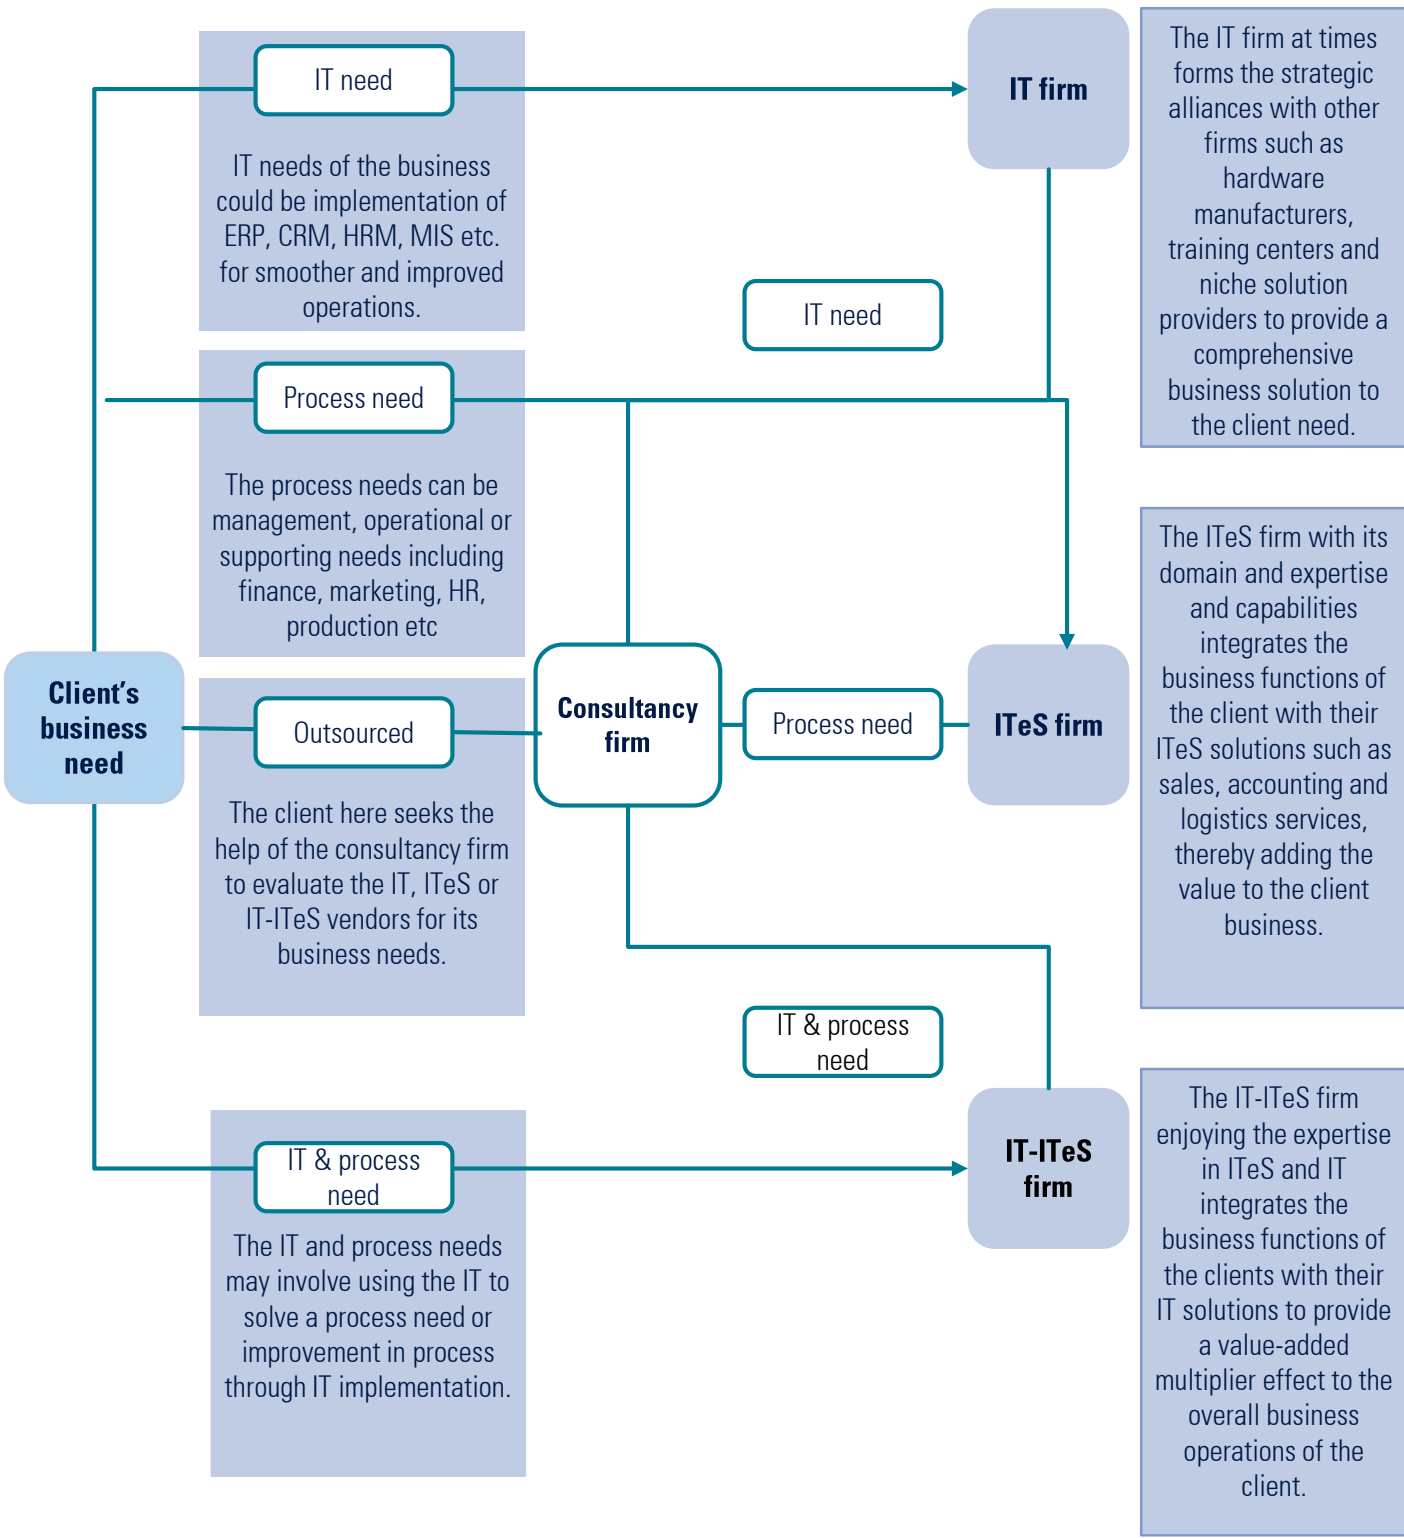 IT need
IT needs of the business
could be implementation of
ERP, CRM, HRM, MIS etc.
for smoother and improved
operations.
IT firm
The IT firm at times
forms the strategic
alliances with other
firms such as
hardware
manufacturers,
training centers and
niche solution
providers to provide a
comprehensive
business solution to
the client need.
IT need
Process need
The process needs can be
management, operational or
supporting needs including
finance, marketing, HR,
production etc
Client's
business
need
Outsourced
The client here seeks the
help of the consultancy firm
to evaluate the IT, ITeS or
IT-ITeS vendors for its
business needs.
Consultancy
firm
Process need
ITeS firm
The ITeS firm with its
domain and expertise
and capabilities
integrates the
business functions of
the client with their
ITeS solutions such as
sales, accounting and
logistics services,
thereby adding the
value to the client
business.
IT & process
need
IT & process
need
The IT and process needs
may involve using the IT to
solve a process need or
improvement in process
through IT implementation.
IT-ITeS
firm
The IT-ITeS firm
enjoying the expertise
in ITeS and IT
integrates the
business functions of
the clients with their
IT solutions to provide
a value-added
multiplier effect to the
overall business
operations of the
client.